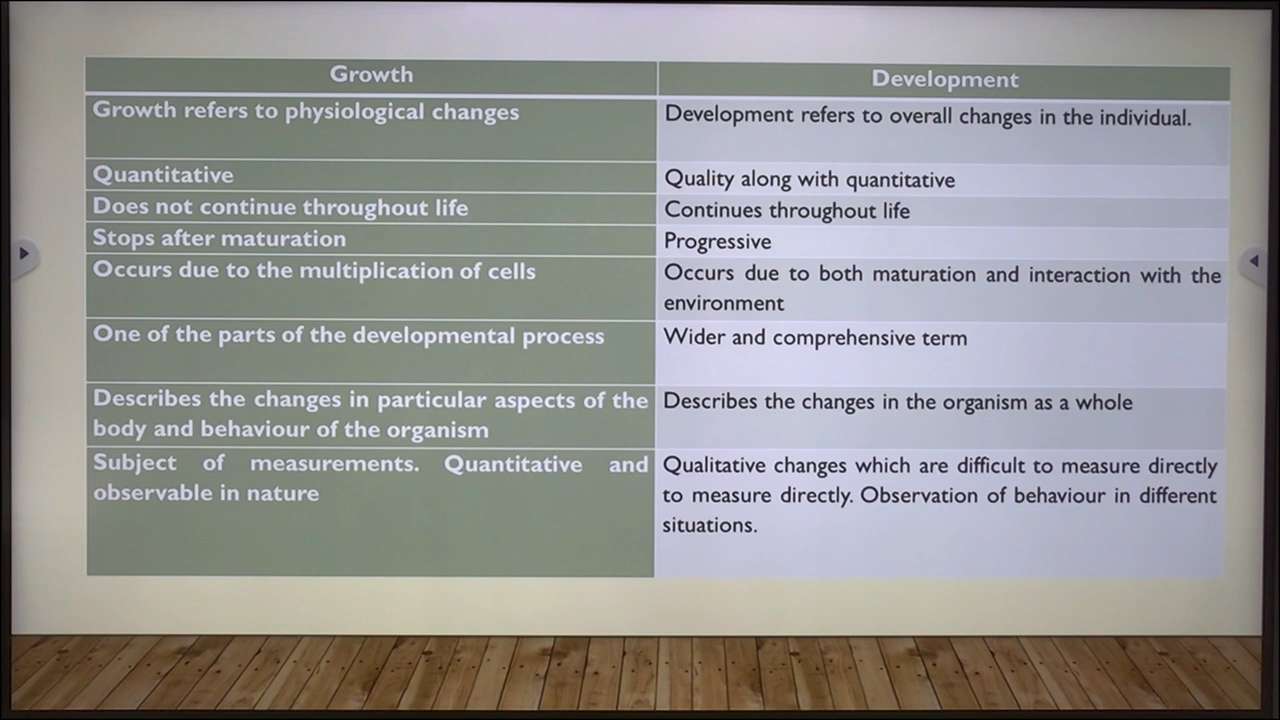 Growth
Development
Growth refers to physiological changes
Development refers to overall changes in the individual.
Quantitative
Quality along with quantitative
Does not continue throughout life
Continues throughout life
Stops after maturation
Progressive
Occurs due to the multiplication of cells
Occurs due to both maturation and interaction with the
environment
One of the parts of the developmental process
Wider and comprehensive term
Describes the changes in particular aspects of the
body and behaviour of the organism
Describes the changes in the organism as a whole
Subject of measurements. Quantitative and
observable in nature
Qualitative changes which are difficult to measure directly
to measure directly. Observation of behaviour in different
situations.